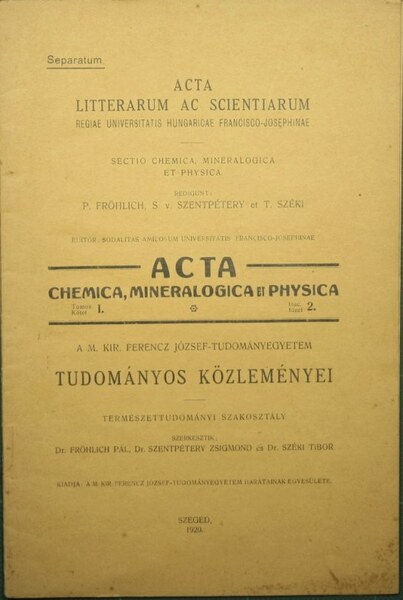 Separatum
ACTA
LITTERARUM AC SCIENTIARUM
REGIAE UNIVERSITATIS HUNGARICAE FRANCISCO-JOSEPHINAE
SECTIO CHEMICA, MINERALOGICA
ET PHYSICA
REDIGUNT:
P. FRÖHLICH, S. v. SZENTPÉTERY et T. SZÉKI
EDITOR: SODALITAS AMICORUM UNIVERSITATIS FRANCISCO-JOSEPHINAE
ACTA
CHEMICA, MINERALOGICA ET PHYSICA
Tomus
Kötet I.
Fasc.
füzet 2.
A M. KIR. FERENCZ JÓZSEF-TUDOMÁNYEGYETEM
TUDOMÁNYOS KÖZLEMÉNYEI
TERMÉSZETTUDOMÁNYI SZAKOSZTÁLY
SZERKESZTIK:
Dr. FRÖHLICH PÁL, Dr. SZENTPÉTERY ZSIGMOND és Dr. SZÉKI TIBOR
KIADJA: A M. KIR. FERENCZ JÓZSEF-TUDOMÁNYEGYETEM BARÁTAINAK EGYESÜLETE
SZEGED,